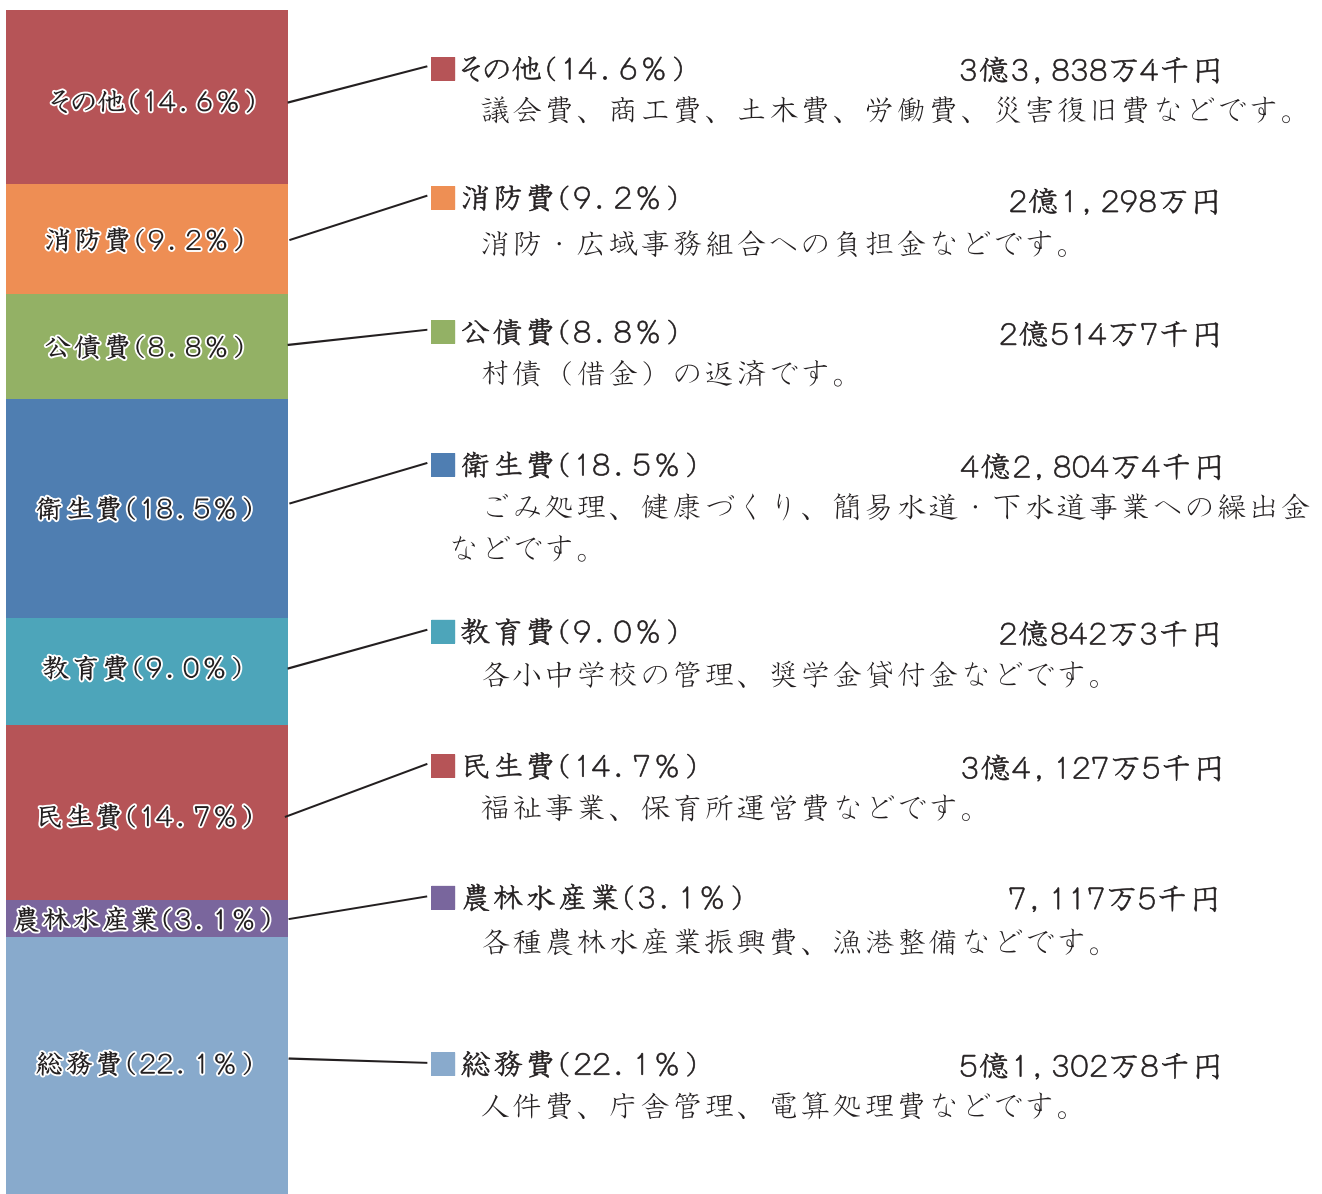 その他(14.6%)
消防費(9.2%)
公債費(8.8%)
衛生費(18.5%)
教育費(9.0%)
民生費(14.7%)
農林水産業(3.1%)
総務費(22.1%)
その他(14.6%) 3億3,838万4千円
議会費、商工費、土木費、労働費、災害復旧費などです。
消防費(9.2%) 2億1,298万円
消防・広域事務組合への負担金などです。
公債費(8.8%) 2億514万7千円
村債（借金）の返済です。
衛生費(18.5%) 4億2,804万4千円
ごみ処理、健康づくり、簡易水道・下水道事業への繰出金
などです。
教育費(9.0%) 2億842万3千円
各小中学校の管理、奨学金貸付金などです。
民生費(14.7%) 3億4,127万5千円
福祉事業、保育所運営費などです。
農林水産業(3.1%) 7,117万5千円
各種農林水産業振興費、漁港整備などです。
総務費(22.1%) 5億1,302万8千円
人件費、庁舎管理、電算処理費などです。